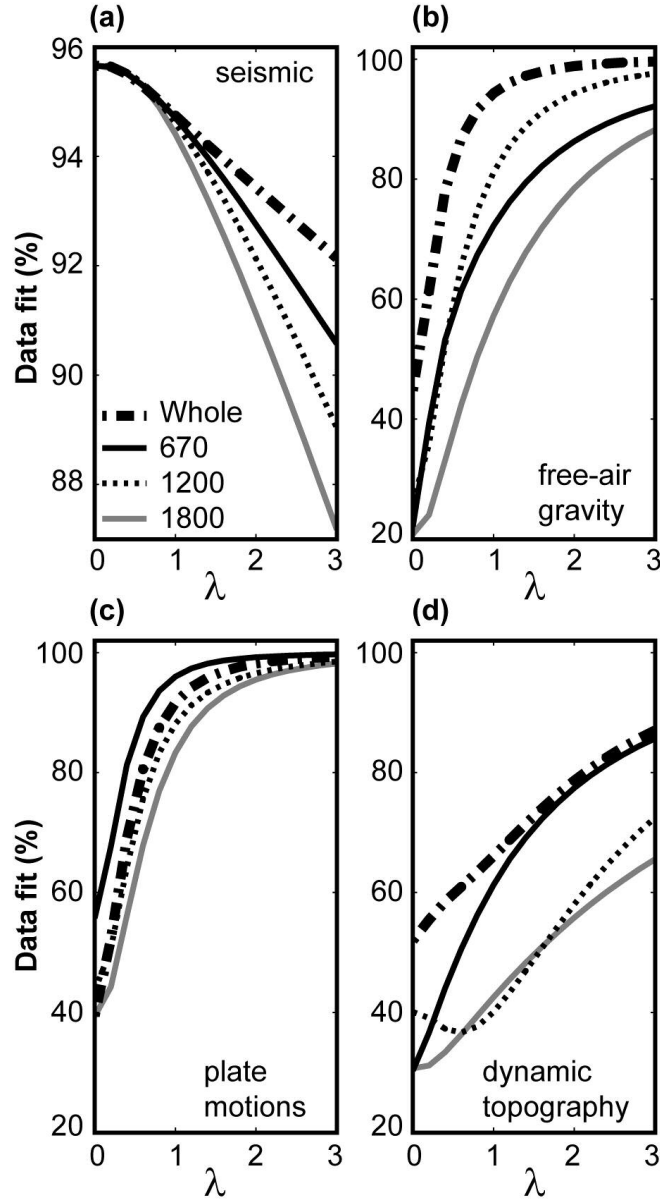 (a)
96
94
92
90
88
Data fit (%)
seismic
Whole
670
1200
1800
0 1 2 3
λ
(b)
100
80
60
40
20
free-air
gravity
0 1 2 3
λ
(c)
100
80
60
40
20
Data fit (%)
plate
motions
0 1 2 3
λ
(d)
100
80
60
40
20
dynamic
topography
0 1 2 3
λ